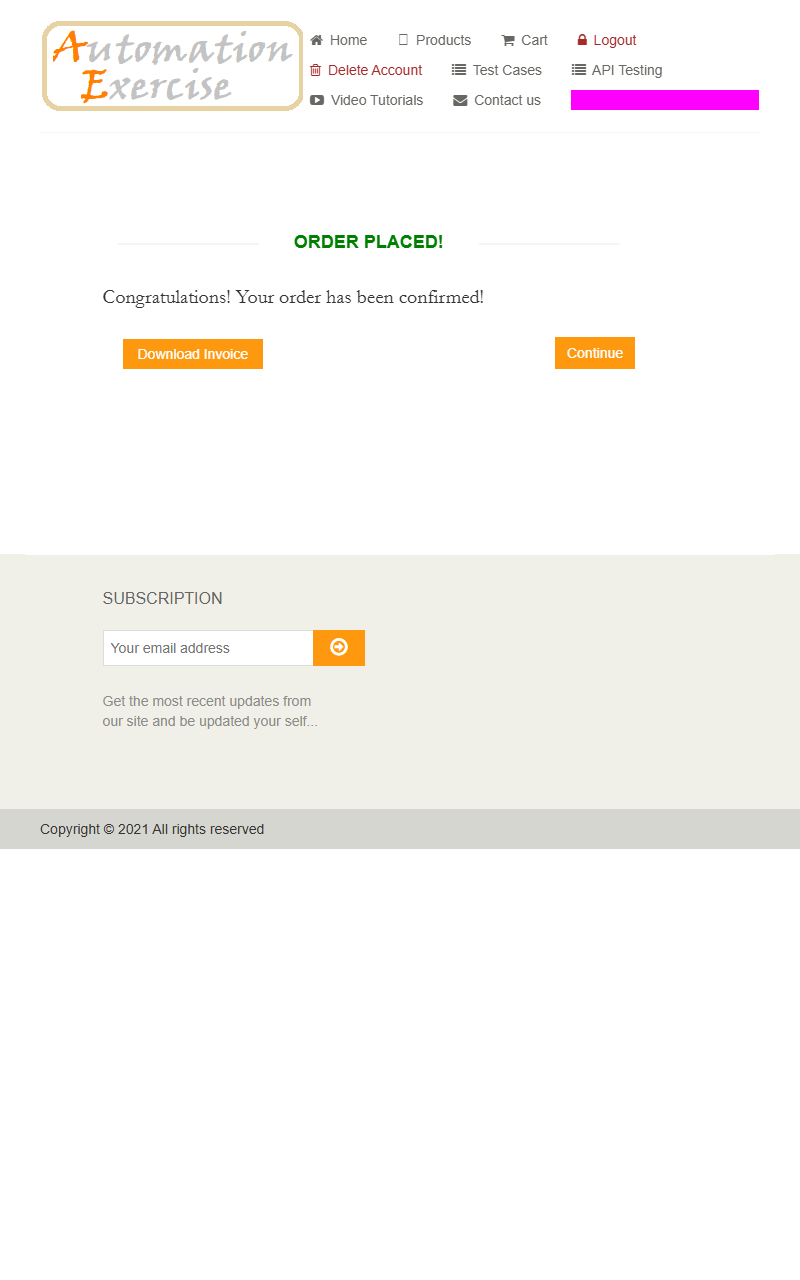 Automation
Exercise
Home Products Cart Logout
Delete Account Test Cases API Testing
Video Tutorials Contact us
ORDER PLACED!
Congratulations! Your order has been confirmed!
Download Invoice Continue
SUBSCRIPTION
Your email address
Get the most recent updates from
our site and be updated your self...
Copyright © 2021 All rights reserved